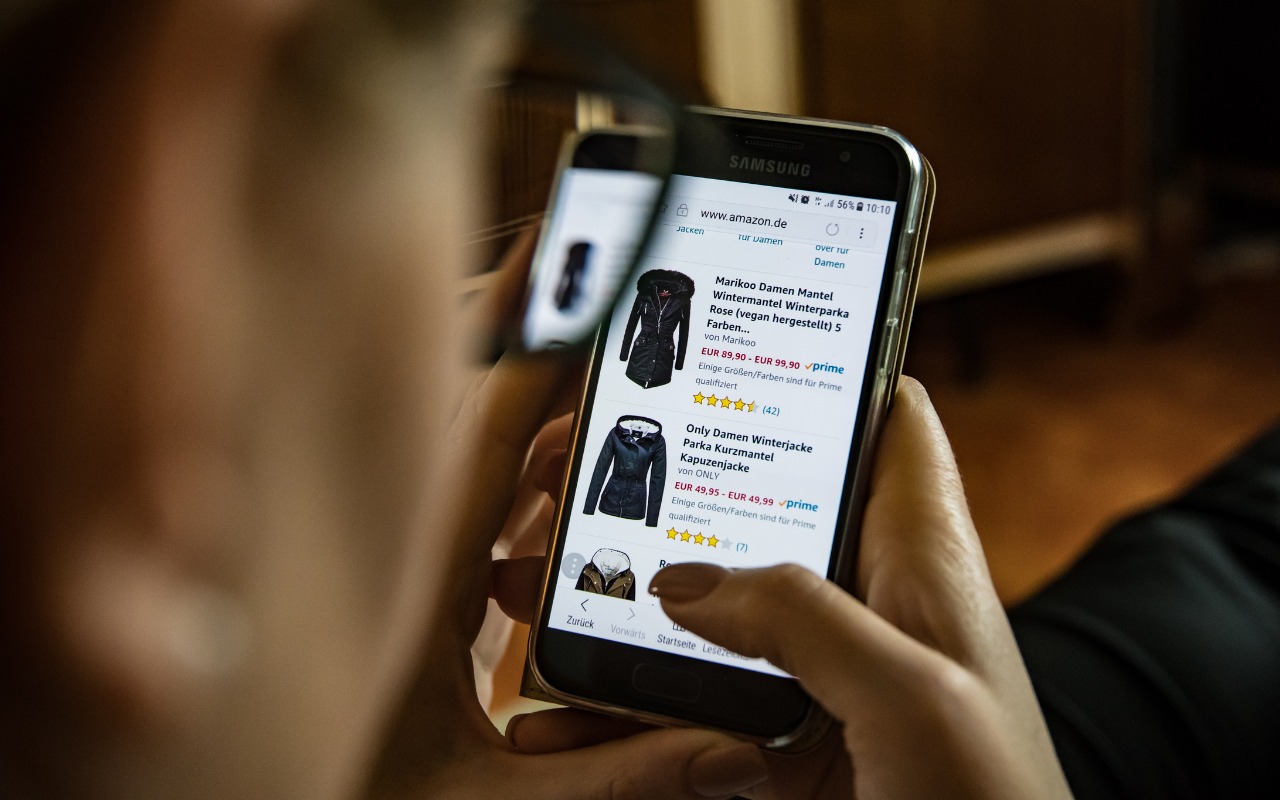 SAMSUNG
56% 10:10
www.amazon.de
Jacken
für Damen
over für
Damen
Marikoo Damen Mantel
Wintermantel Winterparka
Rose (vegan hergestellt) 5
Farben...
von Marikoo
EUR 89,90 - EUR 99,90 prime
Einige Größen/Farben sind für Prime
qualifiziert
(42)
Only Damen Winterjacke
Parka Kurzmantel
Kapuzenjacke
von ONLY
EUR 49,95 - EUR 49,99 prime
Einige Größen/Farben sind für Prime
qualifiziert
(7)
Zurück
Vorwärts
Startseite